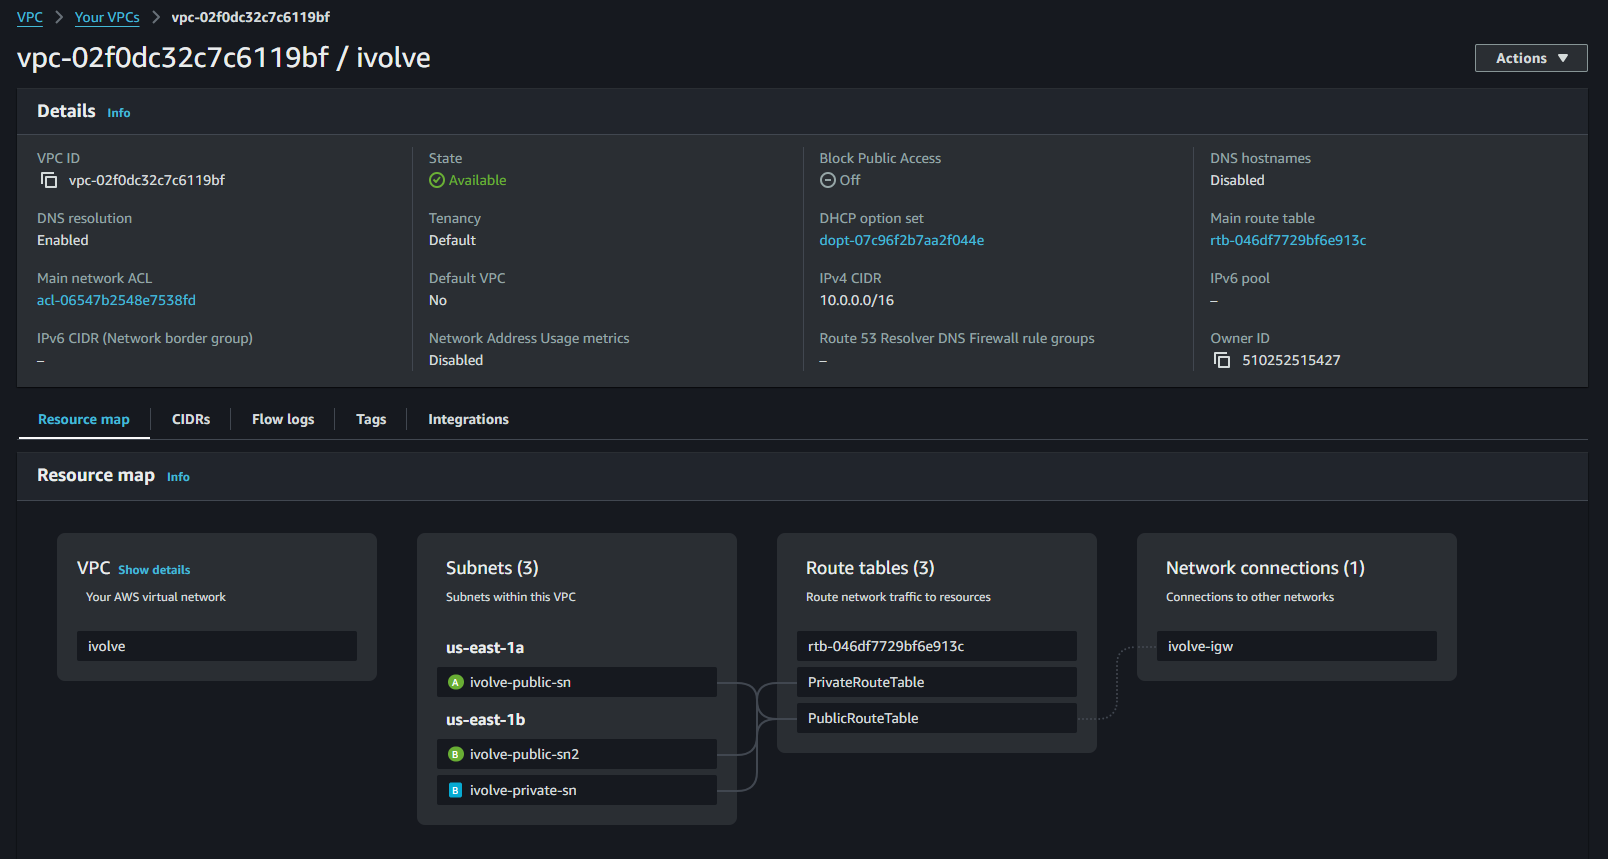 VPC > Your VPCs > vpc-02f0dc32c7c6119bf
vpc-02f0dc32c7c6119bf / ivolve
Actions
Details Info
VPC ID
vpc-02f0dc32c7c6119bf
State
Available
Block Public Access
Off
DNS hostnames
Disabled
DNS resolution
Enabled
Tenancy
Default
DHCP option set
dopt-07c96f2b7aa2f044e
Main route table
rtb-046df7729bf6e913c
Main network ACL
acl-06547b2548e7538fd
Default VPC
No
IPv4 CIDR
10.0.0.0/16
IPv6 pool
–
IPv6 CIDR (Network border group)
–
Network Address Usage metrics
Disabled
Route 53 Resolver DNS Firewall rule groups
–
Owner ID
510252515427
Resource map CIDRs Flow logs Tags Integrations
Resource map Info
VPC Show details
Your AWS virtual network
ivolve
Subnets (3)
Subnets within this VPC
us-east-1a
A ivolve-public-sn
us-east-1b
B ivolve-public-sn2
B ivolve-private-sn
Route tables (3)
Route network traffic to resources
rtb-046df7729bf6e913c
PrivateRouteTable
PublicRouteTable
Network connections (1)
Connections to other networks
ivolve-igw